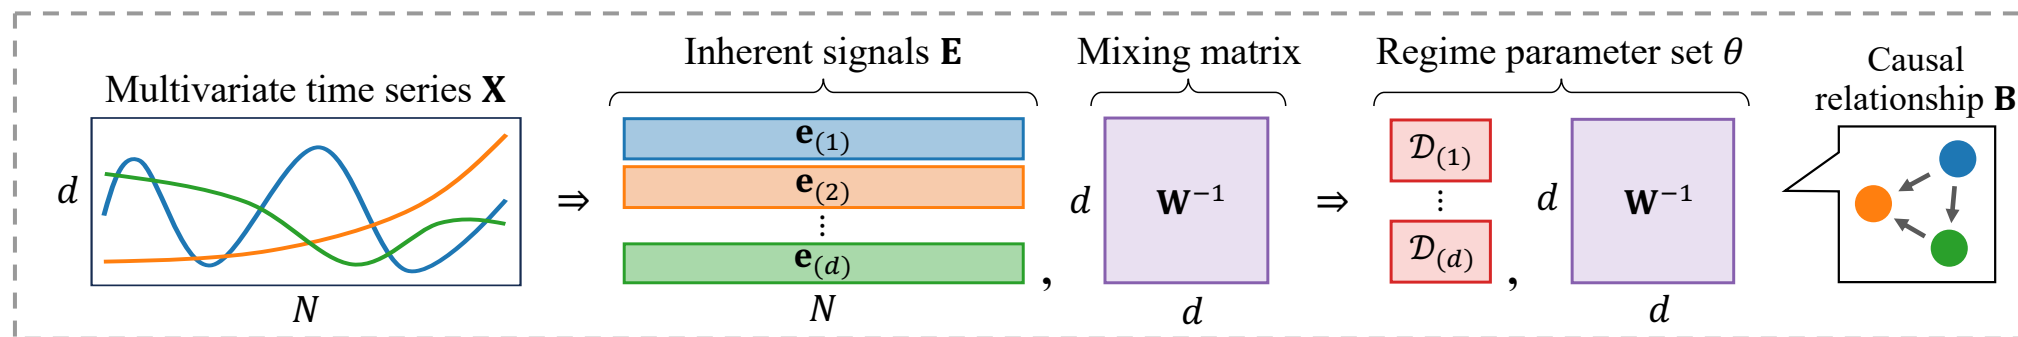 Multivariate time series X
d
N
⇒
Inherent signals E
e(1)
e(2)
⋮
e(d)
N
,
Mixing matrix
d
W⁻¹
d
⇒
Regime parameter set θ
𝒟(1)
⋮
𝒟(d)
,
d
W⁻¹
d
Causal
relationship B